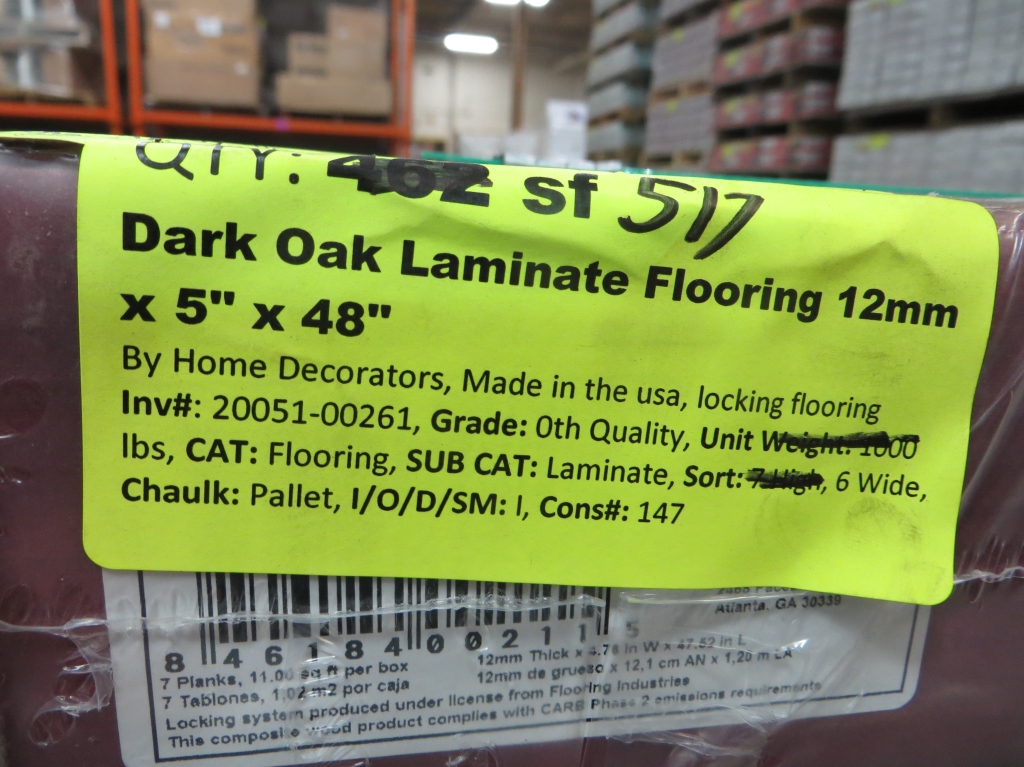 QTY: 462 sf 517
Dark Oak Laminate Flooring 12mm
x 5" x 48"
By Home Decorators, Made in the usa, locking flooring
Inv#: 20051-00261, Grade: 0th Quality, Unit Weight: 1000
lbs, CAT: Flooring, SUB CAT: Laminate, Sort: 7 High, 6 Wide,
Chaulk: Pallet, I/O/D/SM: I, Cons#: 147
Atlanta, GA 30339
8 46184 00211 5
7 Planks, 11.00 sq ft per box
7 Tablones, 1,02 m2 por caja
12mm Thick x 4.76 in W x 47.52 in L
12mm de grueso x 12,1 cm AN x 1,20 m LA
Locking system produced under license from Flooring Industries
This composite wood product complies with CARB Phase 2 emissions requirements